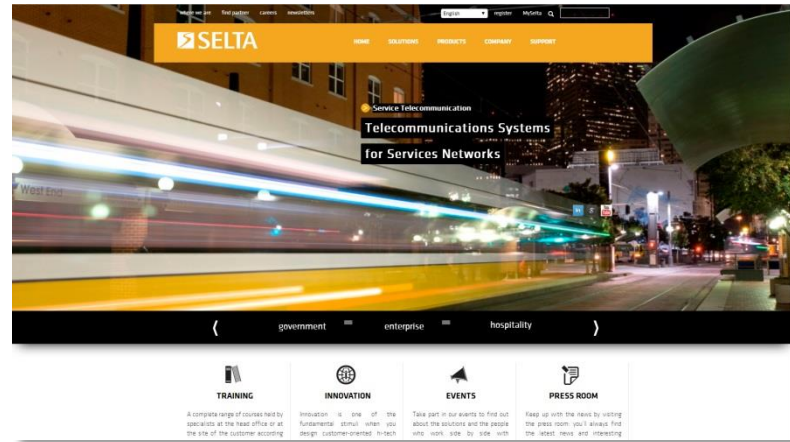 where we are find partner careers newsletters English register MySelta
SELTA
HOME SOLUTIONS PRODUCTS COMPANY SUPPORT
Service Telecommunication
Telecommunications Systems
for Services Networks
West End
government enterprise hospitality
TRAINING INNOVATION EVENTS PRESS ROOM
A complete range of courses held by
specialists at the head office or at
the site of the customer according
Innovation is one of the
fundamental stimuli when you
design customer-oriented hi-tech
Take part in our events to find out
about the solutions and the people
who work side by side with
Keep up with the news by visiting
the press room: you'll always find
the latest news and interesting